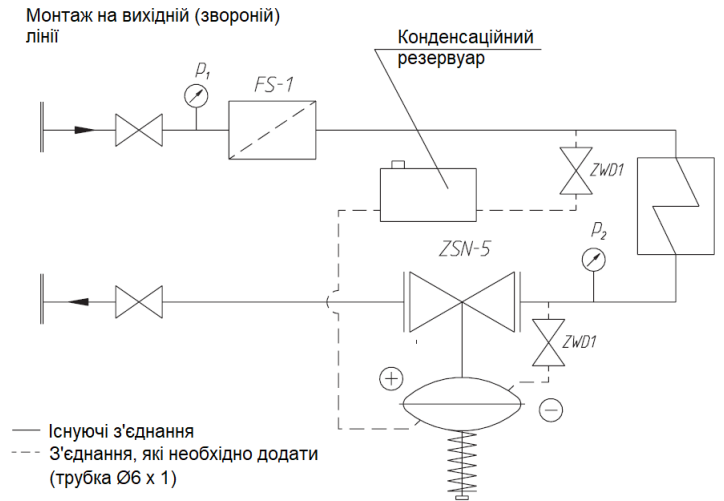 Монтаж на вихідній (звороній)
лінії
Конденсаційний
резервуар
P₁
FS-1
ZWD1
P₂
ZSN-5
ZWD1
+
−
Існуючі з'єднання
З'єднання, які необхідно додати
(трубка Ø6 x 1)